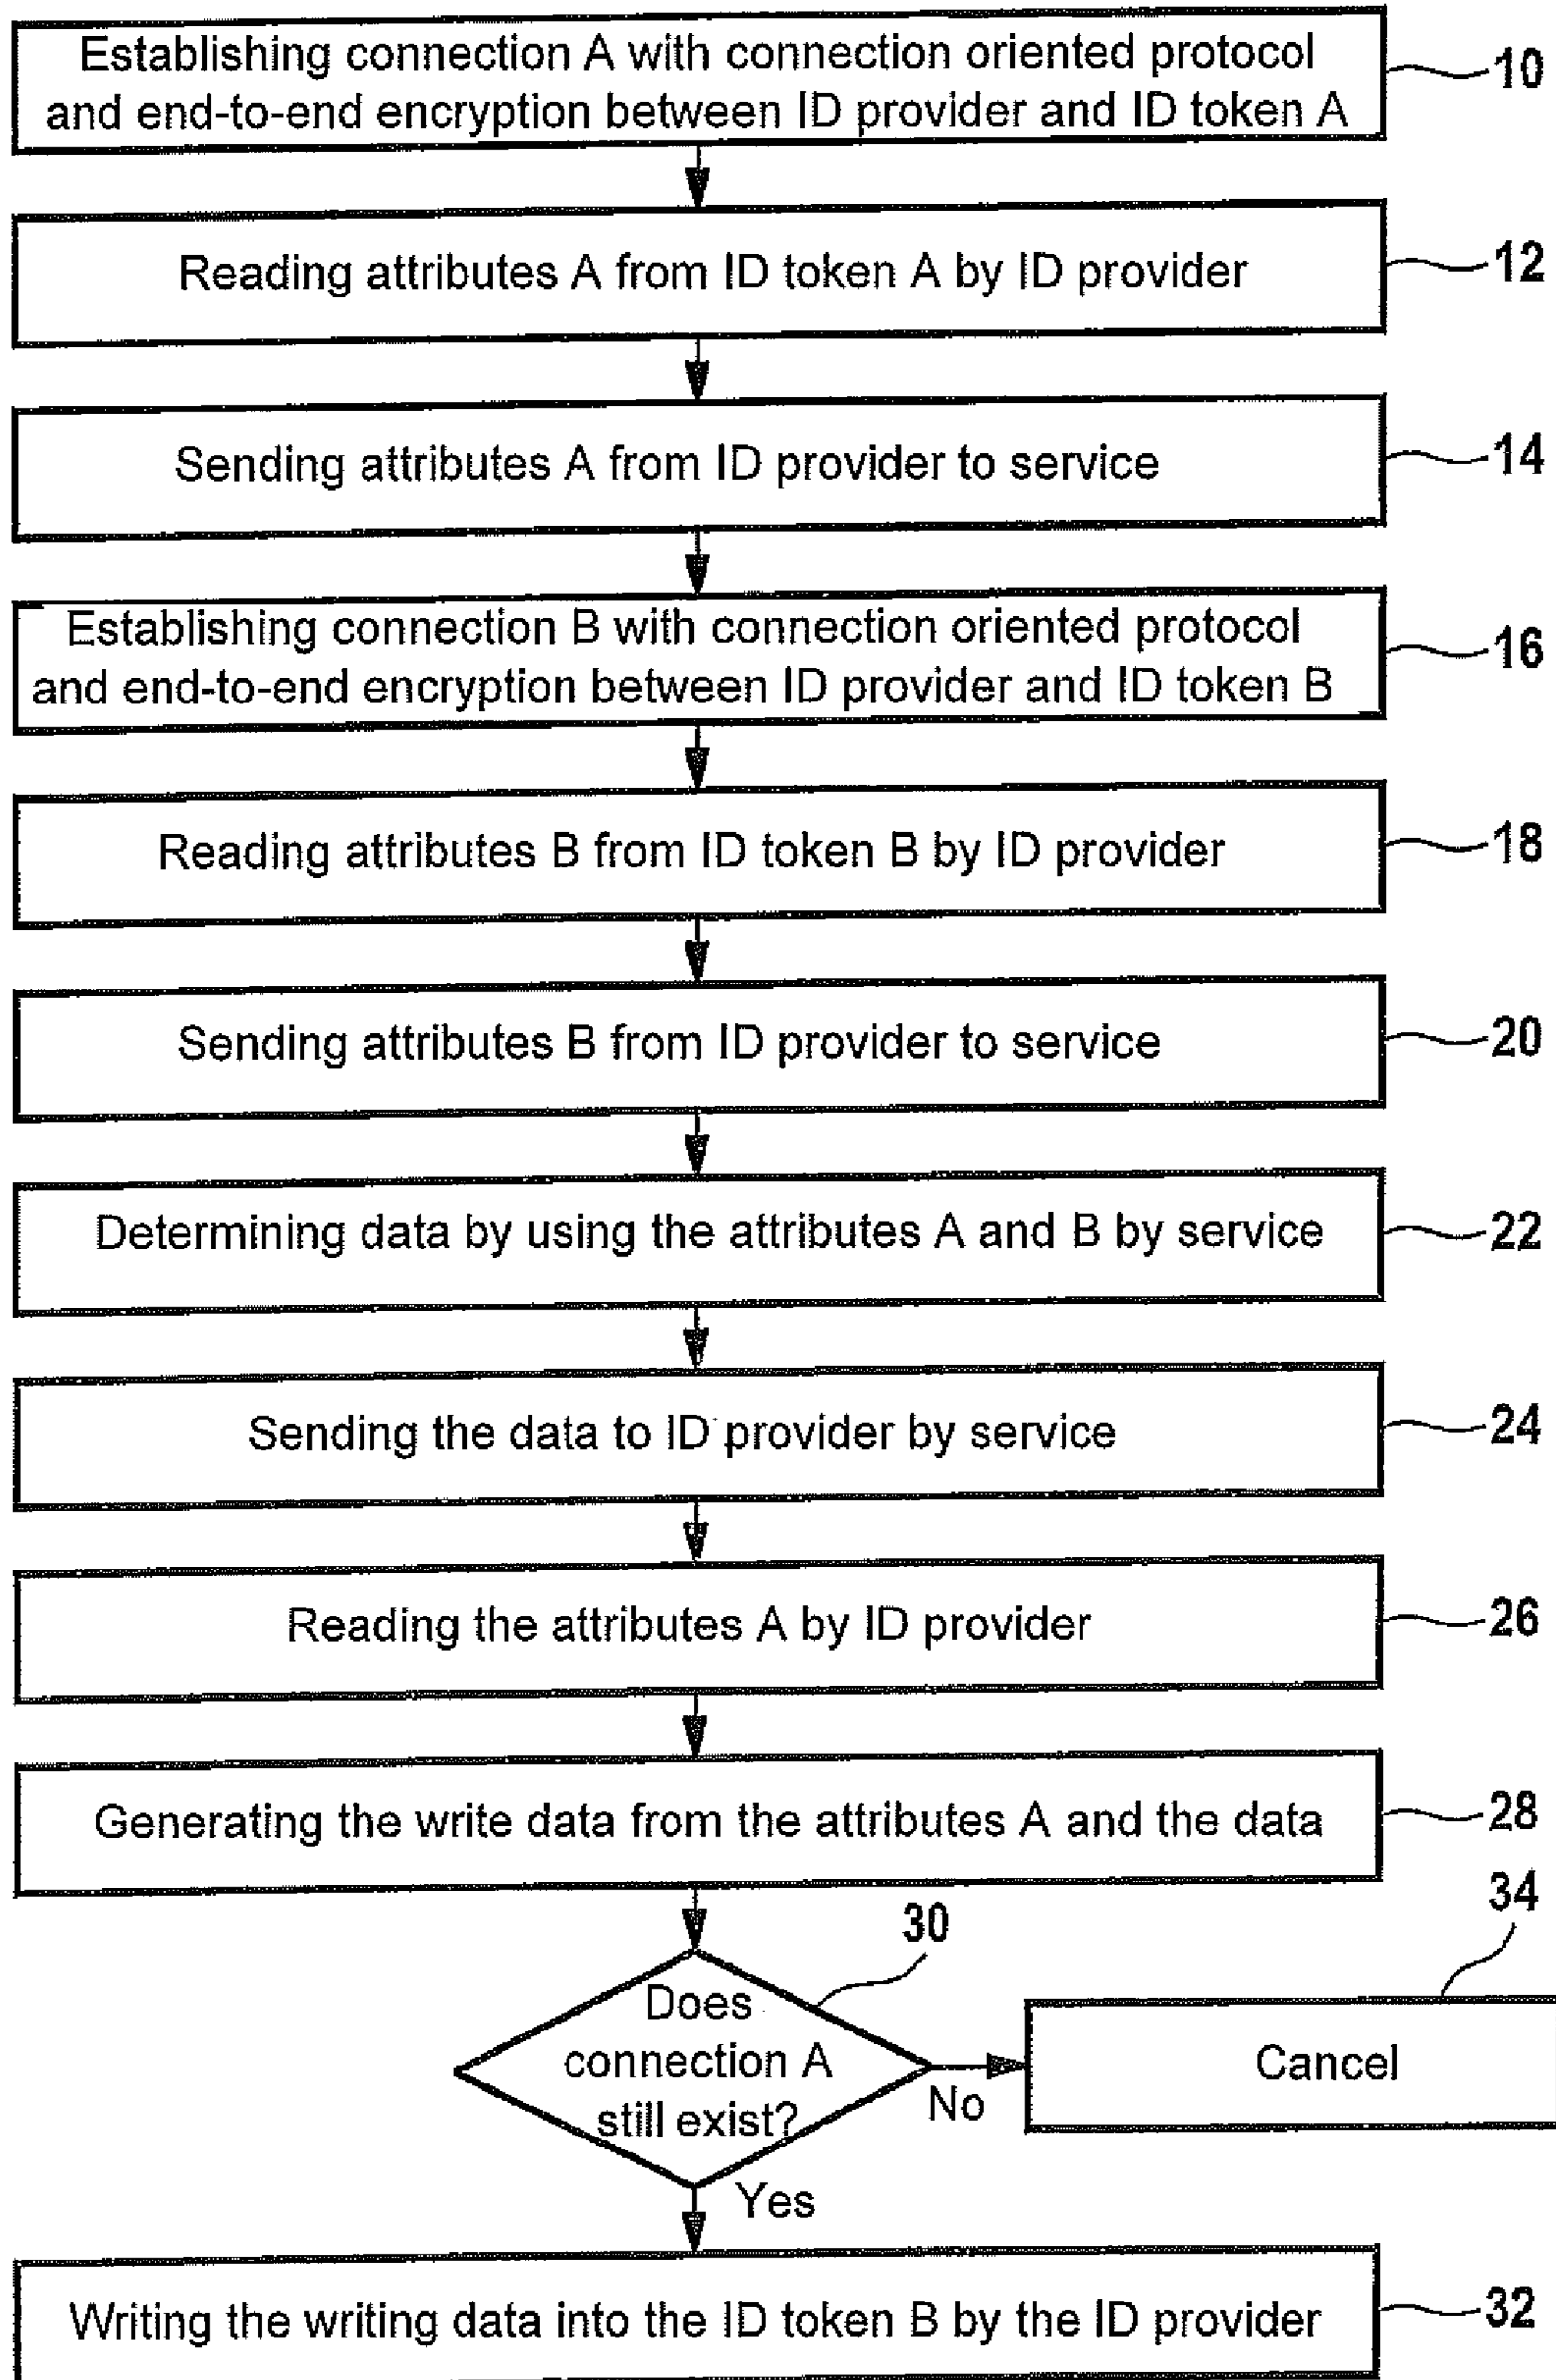 Establishing connection A with connection oriented protocol
and end-to-end encryption between ID provider and ID token A
10
Reading attributes A from ID token A by ID provider
12
Sending attributes A from ID provider to service
14
Establishing connection B with connection oriented protocol
and end-to-end encryption between ID provider and ID token B
16
Reading attributes B from ID token B by ID provider
18
Sending attributes B from ID provider to service
20
Determining data by using the attributes A and B by service
22
Sending the data to ID provider by service
24
Reading the attributes A by ID provider
26
Generating the write data from the attributes A and the data
28
30
34
Does
connection A
still exist?
No
Cancel
Yes
Writing the writing data into the ID token B by the ID provider
32